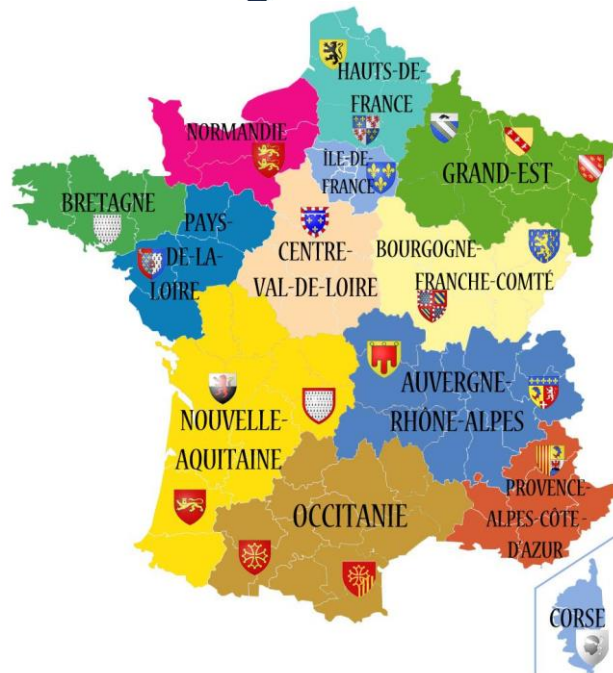 HAUTS-DE-
FRANCE
NORMANDIE
ÎLE-DE-
FRANCE
GRAND-EST
BRETAGNE
PAYS-
DE-LA-
LOIRE
CENTRE-
VAL-DE-LOIRE
BOURGOGNE-
FRANCHE-COMTÉ
NOUVELLE-
AQUITAINE
AUVERGNE-
RHÔNE-ALPES
OCCITANIE
PROVENCE-
ALPES-CÔTE-
D'AZUR
CORSE